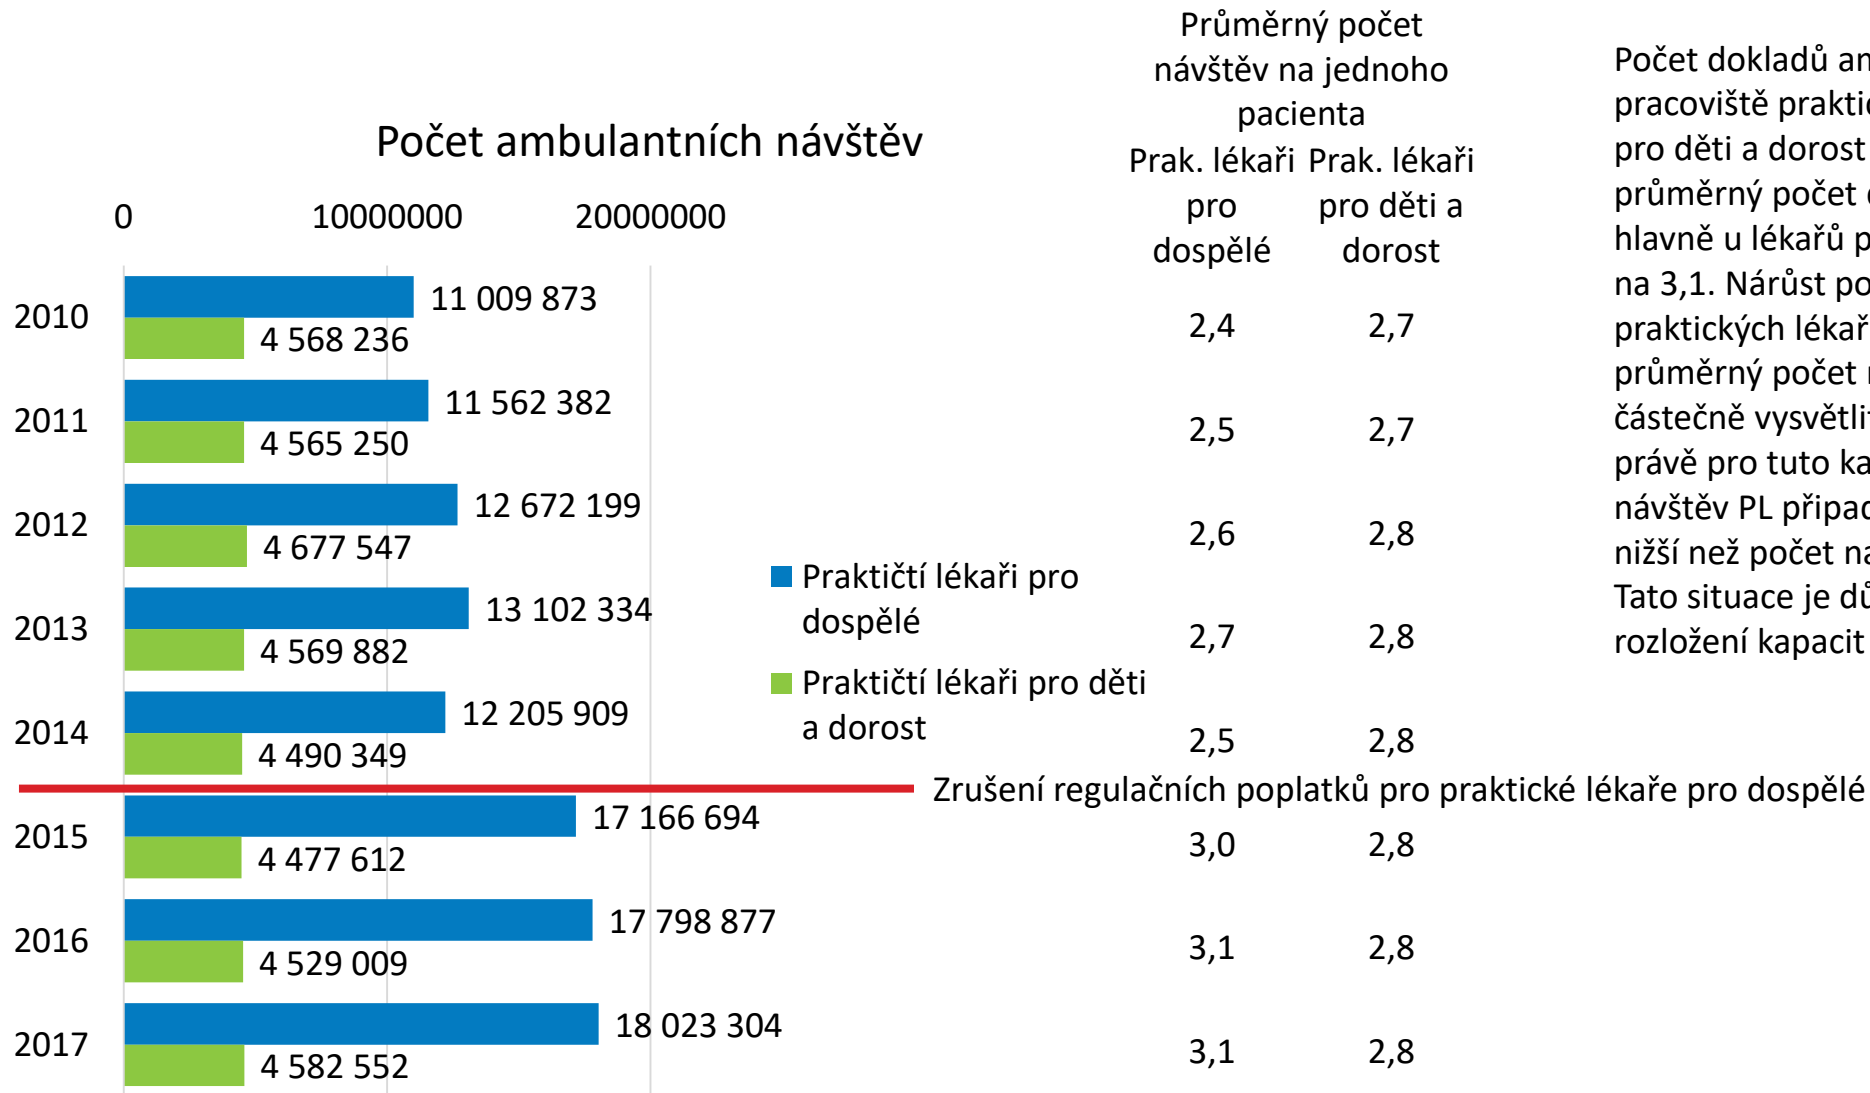 Počet ambulantních návštěv
0 10000000 20000000
2010
11 009 873
4 568 236
2011
11 562 382
4 565 250
2012
12 672 199
4 677 547
2013
13 102 334
4 569 882
2014
12 205 909
4 490 349
2015
17 166 694
4 477 612
2016
17 798 877
4 529 009
2017
18 023 304
4 582 552
Praktičtí lékaři pro
dospělé
Praktičtí lékaři pro děti
a dorost
Zrušení regulačních poplatků pro praktické lékaře pro dospělé
Průměrný počet
návštěv na jednoho
pacienta
Prak. lékaři Prak. lékaři
pro pro děti a
dospělé dorost
2,4 2,7
2,5 2,7
2,6 2,8
2,7 2,8
2,5 2,8
3,0 2,8
3,1 2,8
3,1 2,8
Počet dokladů
pracoviště
pro děti a dorost
průměrný počet
hlavně u lékařů
na 3,1. Nárůst
praktických
průměrný počet
částečně
právě pro tuto
návštěv PL
nižší než počet
Tato situace je
rozložení kapacit